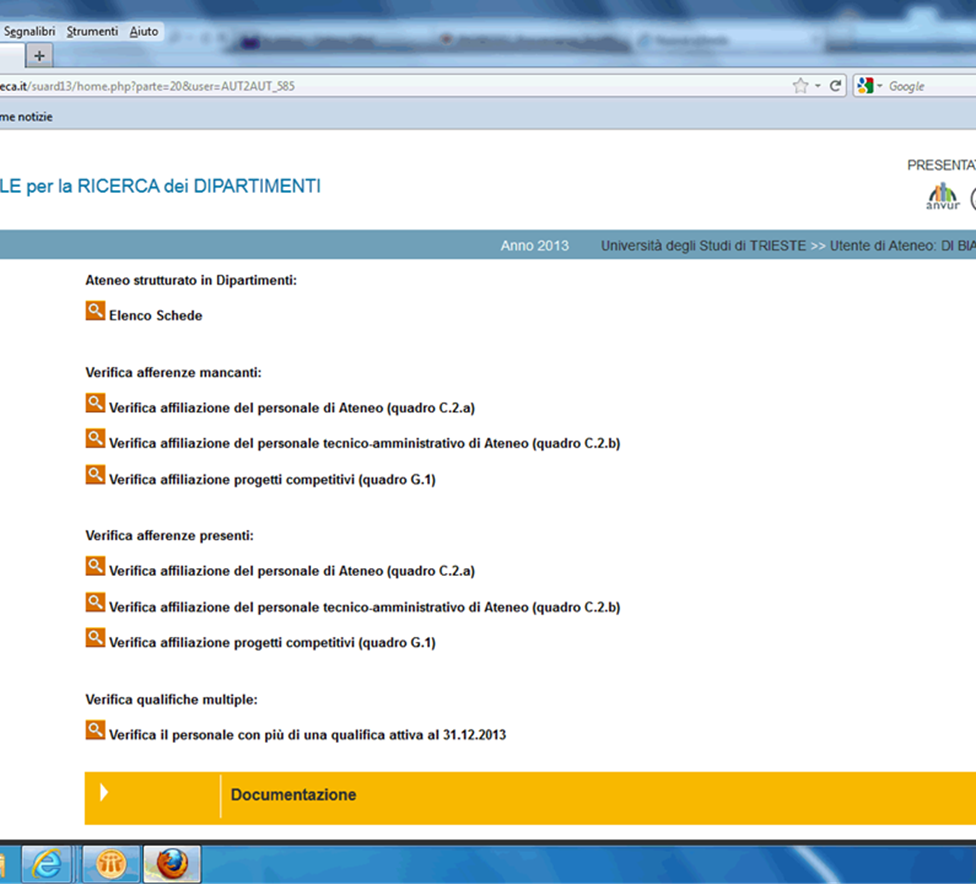 Segnalibri Strumenti Aiuto
+
eca.it/suard13/home.php?parte=20&user=AUT2AUT_585
Google
me notizie
LE per la RICERCA dei DIPARTIMENTI
PRESENTAT
anvur
Anno 2013 Università degli Studi di TRIESTE >> Utente di Ateneo: DI BIA
Ateneo strutturato in Dipartimenti:
Elenco Schede
Verifica afferenze mancanti:
Verifica affiliazione del personale di Ateneo (quadro C.2.a)
Verifica affiliazione del personale tecnico-amministrativo di Ateneo (quadro C.2.b)
Verifica affiliazione progetti competitivi (quadro G.1)
Verifica afferenze presenti:
Verifica affiliazione del personale di Ateneo (quadro C.2.a)
Verifica affiliazione del personale tecnico-amministrativo di Ateneo (quadro C.2.b)
Verifica affiliazione progetti competitivi (quadro G.1)
Verifica qualifiche multiple:
Verifica il personale con più di una qualifica attiva al 31.12.2013
Documentazione